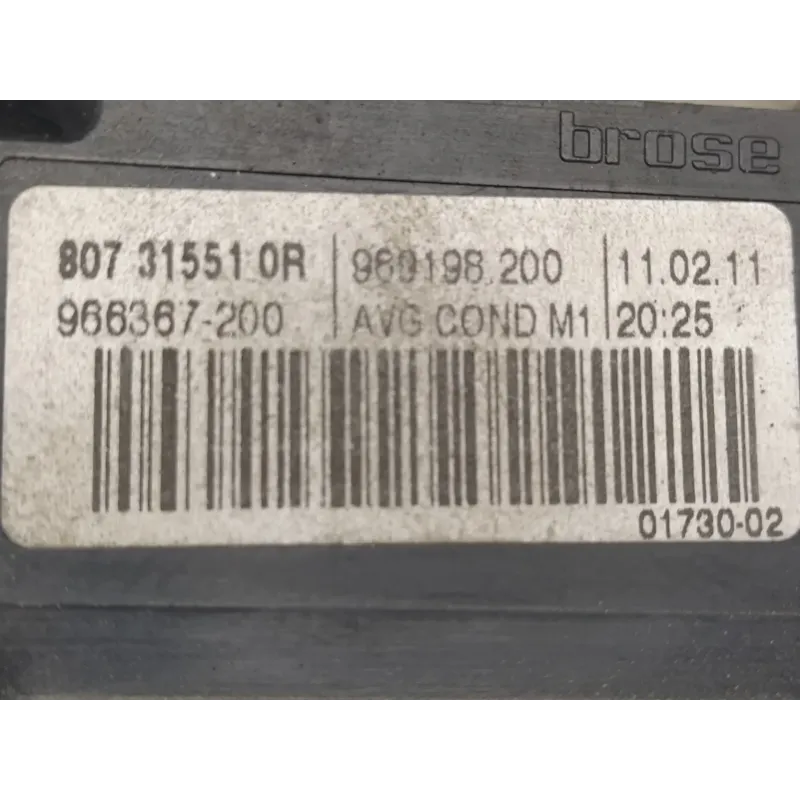 brose
807 31551 0R 969198.200 11.02.11
966367-200 AVG COND M1 20:25
01730-02